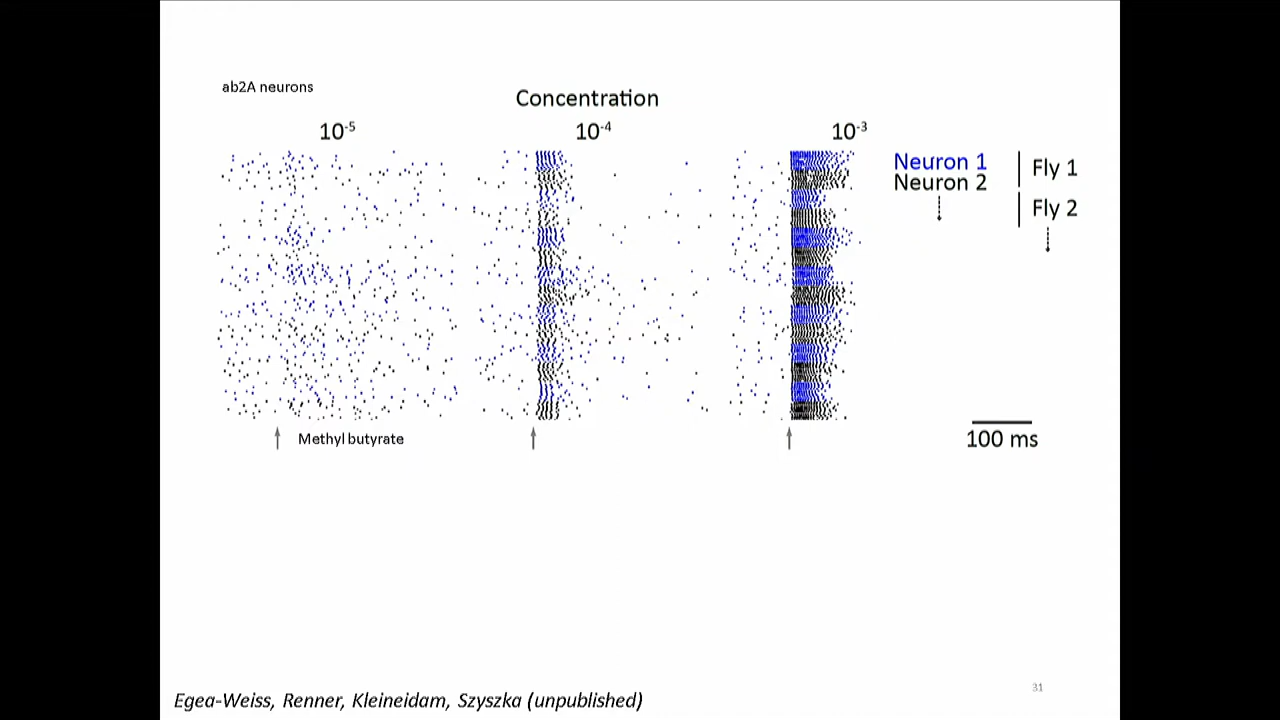 ab2A neurons
Concentration
10⁻⁵ 10⁻⁴ 10⁻³
Neuron 1
Neuron 2
Fly 1
Fly 2
Methyl butyrate
100 ms
31
Egea-Weiss, Renner, Kleineidam, Szyszka (unpublished)